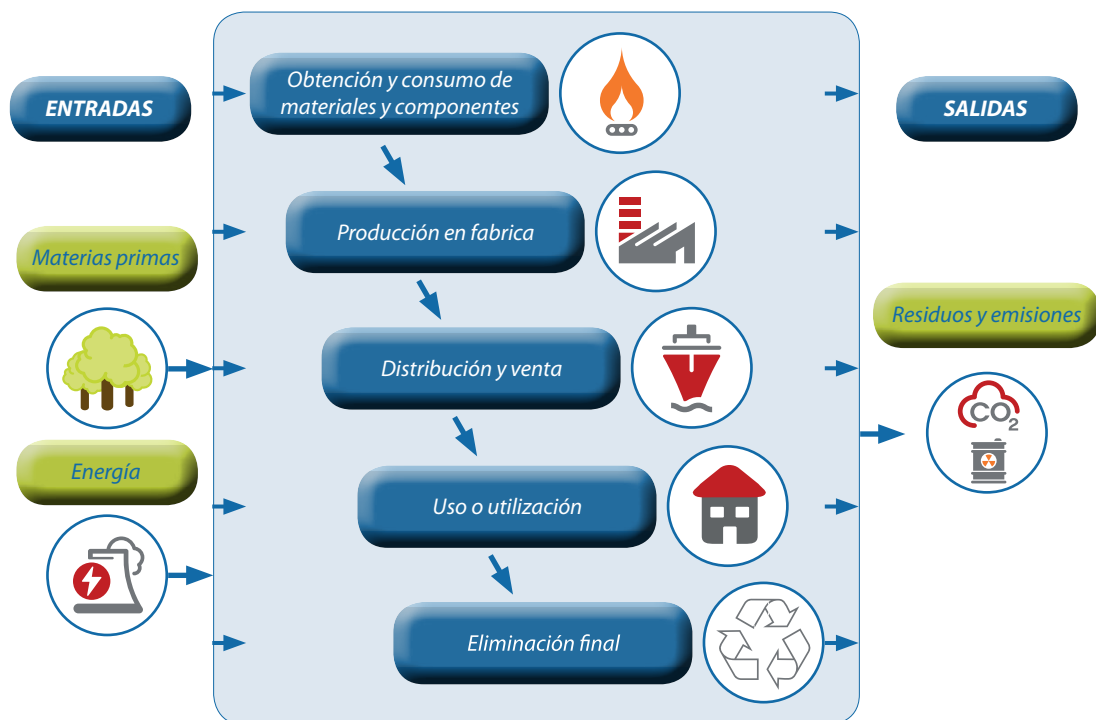 ENTRADAS
Materias primas
Energía
Obtención y consumo de
materiales y componentes
Producción en fabrica
Distribución y venta
Uso o utilización
Eliminación final
SALIDAS
Residuos y emisiones
CO2